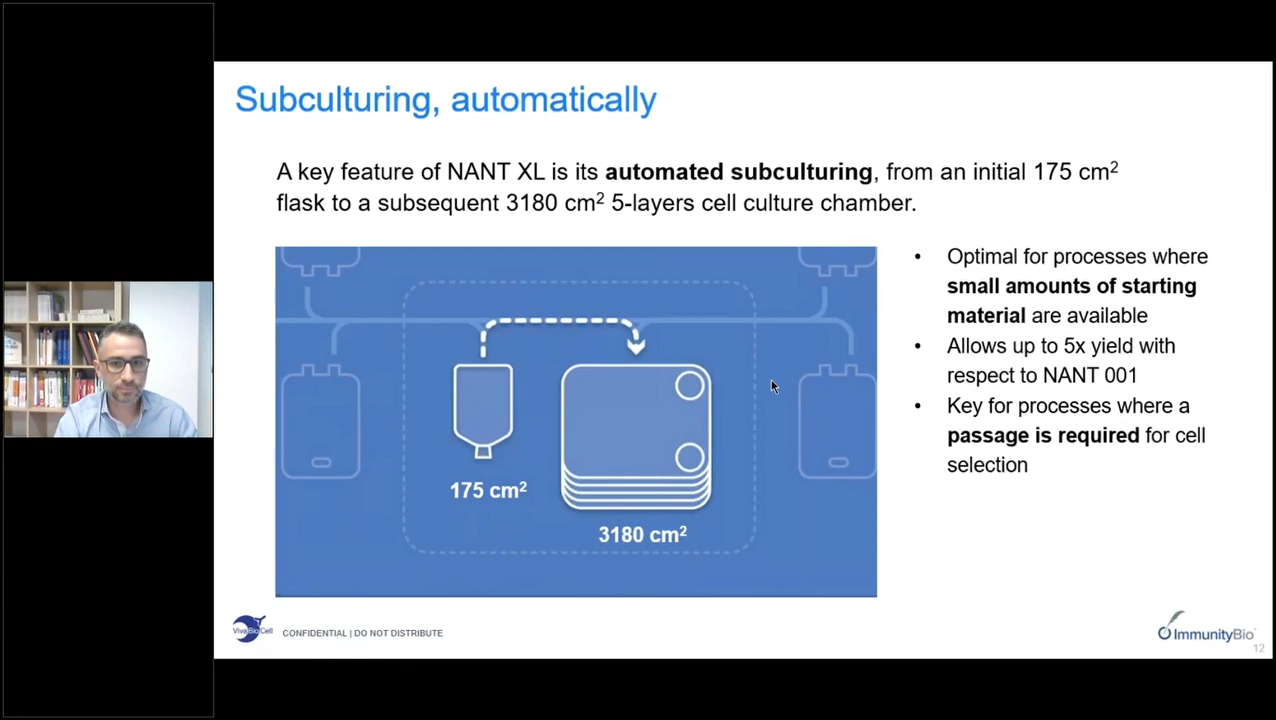 Subculturing, automatically
A key feature of NANT XL is its automated subculturing, from an initial 175 cm²
flask to a subsequent 3180 cm² 5-layers cell culture chamber.
175 cm²
3180 cm²
• Optimal for processes where
small amounts of starting
material are available
• Allows up to 5x yield with
respect to NANT 001
• Key for processes where a
passage is required for cell
selection
VivaBioCell
CONFIDENTIAL | DO NOT DISTRIBUTE
ImmunityBio
12